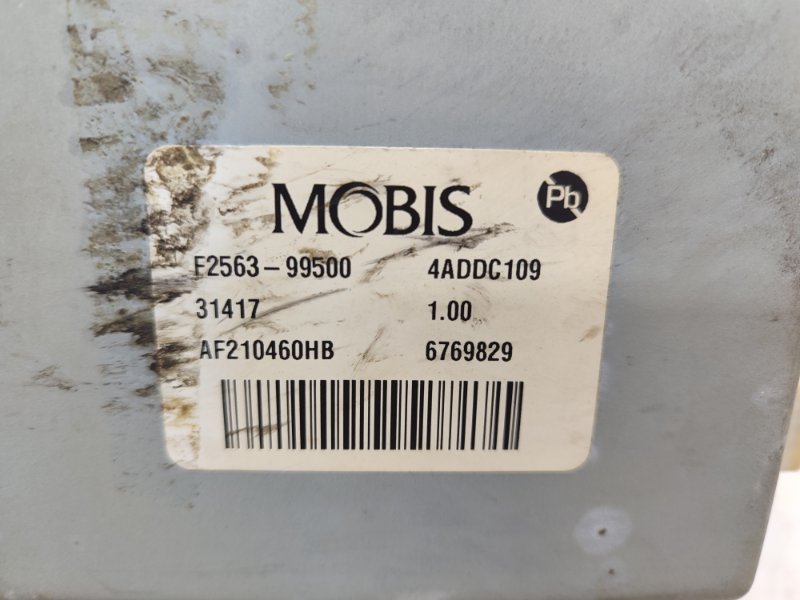 MOBIS
Pb
F2563-99500 4ADDC109
31417 1.00
AF210460HB 6769829